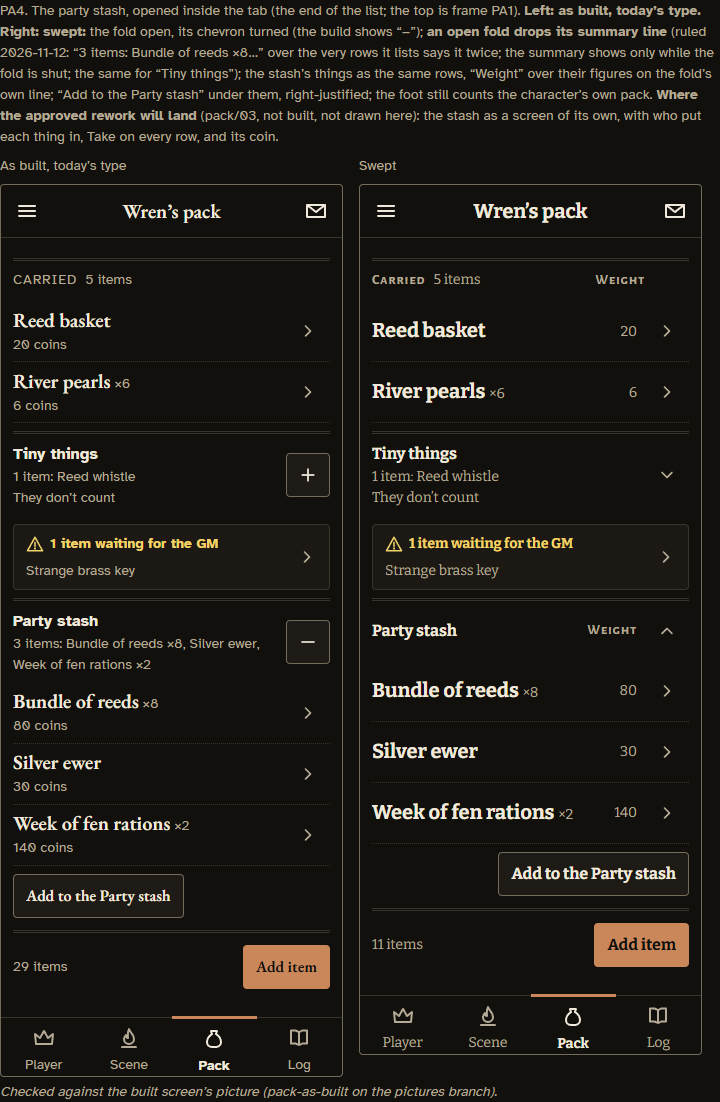 PA4. The party stash, opened inside the tab (the end of the list; the top is frame PA1). Left: as built, today's type.
Right: swept: the fold open, its chevron turned (the build shows “–”); an open fold drops its summary line (ruled
2026-11-12: “3 items: Bundle of reeds ×8…” over the very rows it lists says it twice; the summary shows only while the
fold is shut; the same for “Tiny things”); the stash's things as the same rows, “Weight” over their figures on the fold's
own line; “Add to the Party stash” under them, right-justified; the foot still counts the character's own pack. Where
the approved rework will land (pack/03, not built, not drawn here): the stash as a screen of its own, with who put
each thing in, Take on every row, and its coin.
As built, today's type
Wren's pack
CARRIED 5 items
Reed basket
20 coins
River pearls ×6
6 coins
Tiny things
1 item: Reed whistle
They don't count
1 item waiting for the GM
Strange brass key
Party stash
3 items: Bundle of reeds ×8, Silver ewer,
Week of fen rations ×2
Bundle of reeds ×8
80 coins
Silver ewer
30 coins
Week of fen rations ×2
140 coins
Add to the Party stash
29 items
Add item
Player Scene Pack Log
Swept
Wren's pack
CARRIED 5 items WEIGHT
Reed basket 20
River pearls ×6 6
Tiny things
1 item: Reed whistle
They don't count
1 item waiting for the GM
Strange brass key
Party stash WEIGHT
Bundle of reeds ×8 80
Silver ewer 30
Week of fen rations ×2 140
Add to the Party stash
11 items
Add item
Player Scene Pack Log
Checked against the built screen's picture (pack-as-built on the pictures branch).